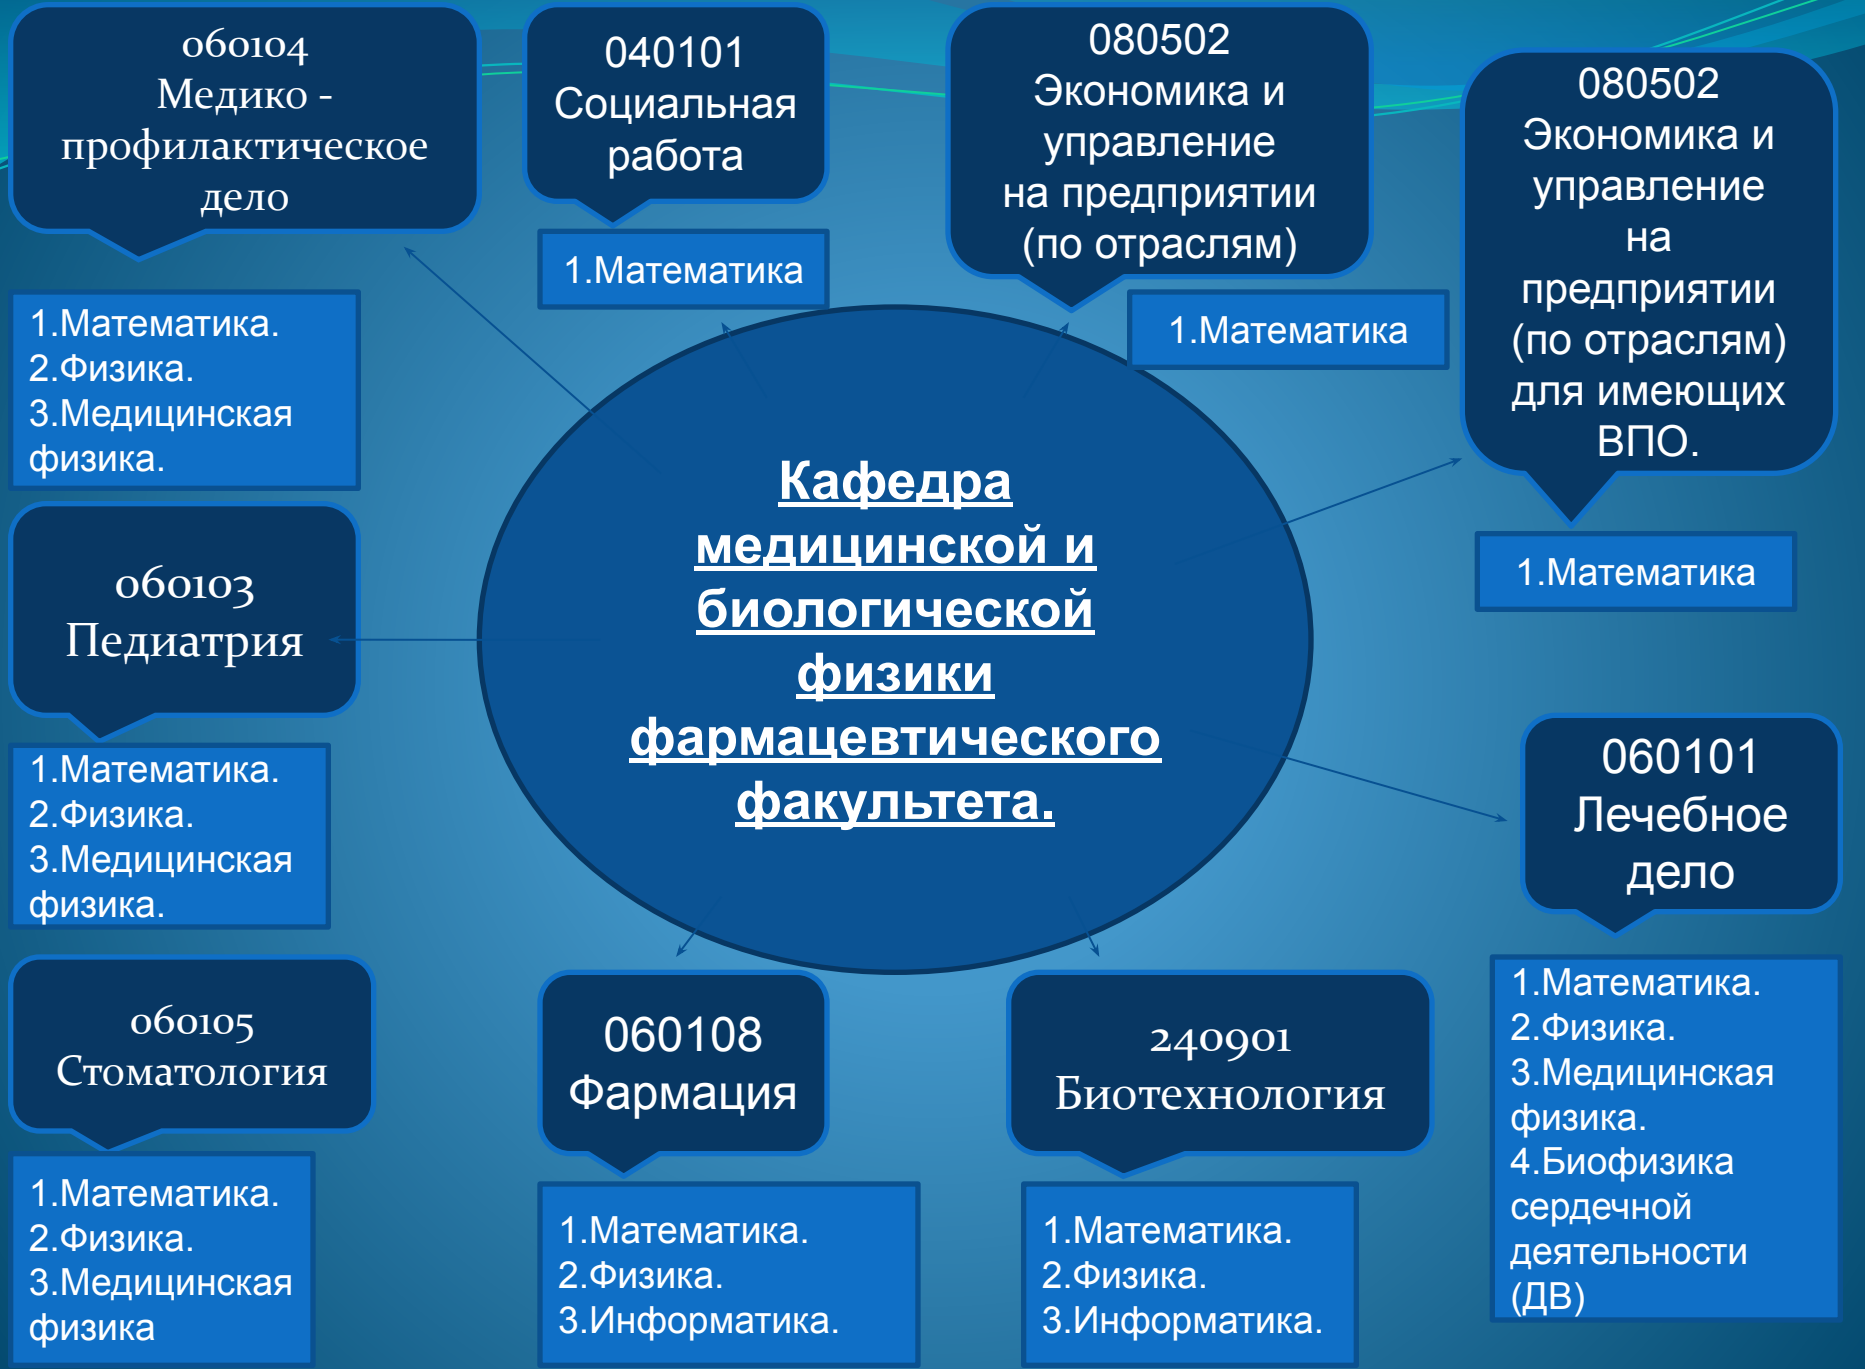 060104
Медико -
профилактическое
дело
1.Математика.
2.Физика.
3.Медицинская
физика.
040101
Социальная
работа
1.Математика
080502
Экономика и
управление
на предприятии
(по отраслям)
1.Математика
080502
Экономика и
управление
на
предприятии
(по отраслям)
для имеющих
ВПО.
1.Математика
Кафедра
медицинской и
биологической
физики
фармацевтического
факультета.
060103
Педиатрия
1.Математика.
2.Физика.
3.Медицинская
физика.
060101
Лечебное
дело
1.Математика.
2.Физика.
3.Медицинская
физика.
4.Биофизика
сердечной
деятельности
(ДВ)
060105
Стоматология
1.Математика.
2.Физика.
3.Медицинская
физика
060108
Фармация
1.Математика.
2.Физика.
3.Информатика.
240901
Биотехнология
1.Математика.
2.Физика.
3.Информатика.